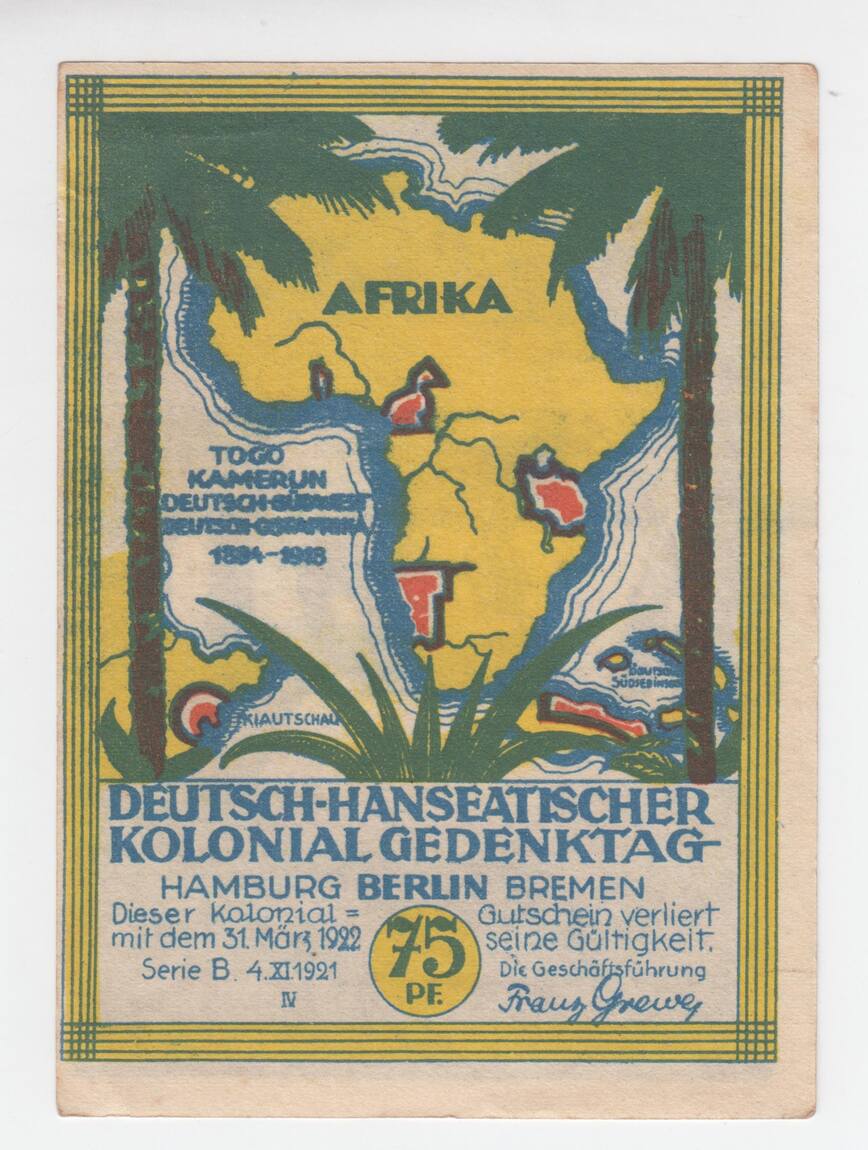 AFRIKA
TOGO
KAMERUN
DEUTSCH-SÜDWEST
DEUTSCH-OSTAFRIKA
1884-1918
DEUTSCHE
SÜDSEEINSELN
KIAUTSCHAU
DEUTSCH-HANSEATISCHER
KOLONIAL GEDENKTAG
HAMBURG BERLIN BREMEN
Dieser Kolonial = Gutschein verliert
mit dem 31. März 1922 seine Gültigkeit.
Serie B. 4.XI.1921
IV
75
PF.
Die Geschäftsführung
Franz Grewe